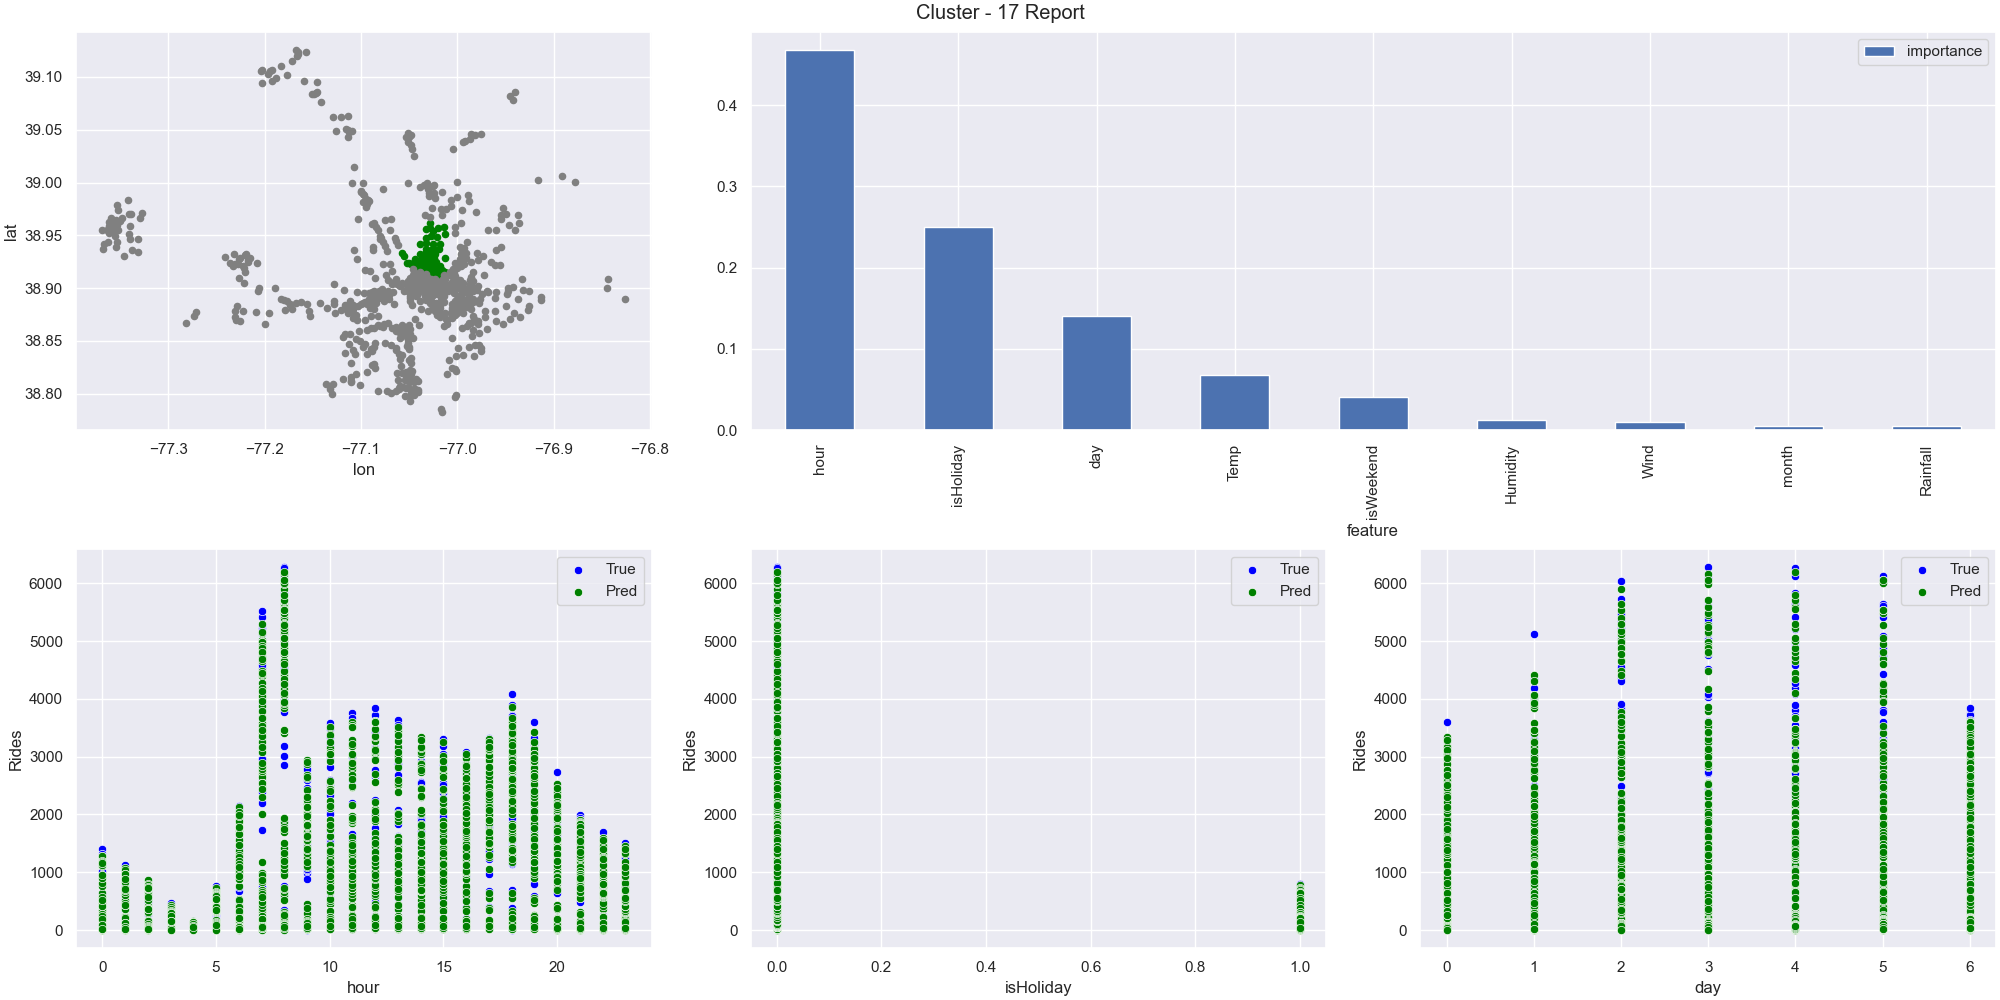 Cluster - 17 Report
39.10
39.05
39.00
38.95
38.90
38.85
38.80
lat
−77.3
−77.2
−77.1
−77.0
−76.9
−76.8
lon
importance
0.4
0.3
0.2
0.1
0.0
hour
isHoliday
day
Temp
isWeekend
Humidity
Wind
month
Rainfall
feature
True
Pred
6000
5000
4000
3000
2000
1000
0
Rides
0
5
10
15
20
hour
True
Pred
6000
5000
4000
3000
2000
1000
0
Rides
0.0
0.2
0.4
0.6
0.8
1.0
isHoliday
True
Pred
6000
5000
4000
3000
2000
1000
0
Rides
0
1
2
3
4
5
6
day